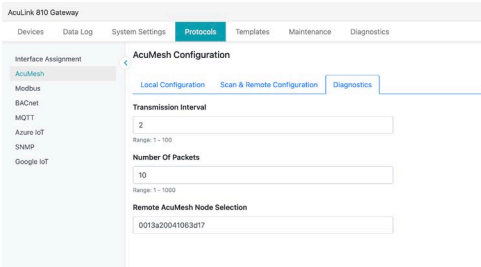 AcuLink 810 Gateway
Devices Data Log System Settings Protocols Templates Maintenance Diagnostics
Interface Assignment
AcuMesh
Modbus
BACnet
MQTT
Azure IoT
SNMP
Google IoT
AcuMesh Configuration
Local Configuration Scan & Remote Configuration Diagnostics
Transmission Interval
2
Range: 1 - 100
Number Of Packets
10
Range: 1 - 1000
Remote AcuMesh Node Selection
0013a20041063d17